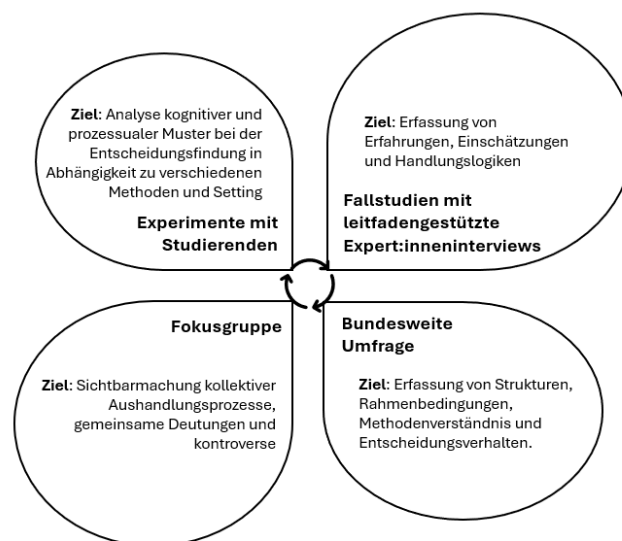 Ziel: Analyse kognitiver und
prozessualer Muster bei der
Entscheidungsfindung in
Abhängigkeit zu verschiedenen
Methoden und Setting
Experimente mit
Studierenden
Ziel: Erfassung von
Erfahrungen, Einschätzungen
und Handlungslogiken
Fallstudien mit
leitfadengestützte
Expert:inneninterviews
Fokusgruppe
Ziel: Sichtbarmachung kollektiver
Aushandlungsprozesse,
gemeinsame Deutungen und
kontroverse
Bundesweite
Umfrage
Ziel: Erfassung von Strukturen,
Rahmenbedingungen,
Methodenverständnis und
Entscheidungsverhalten.